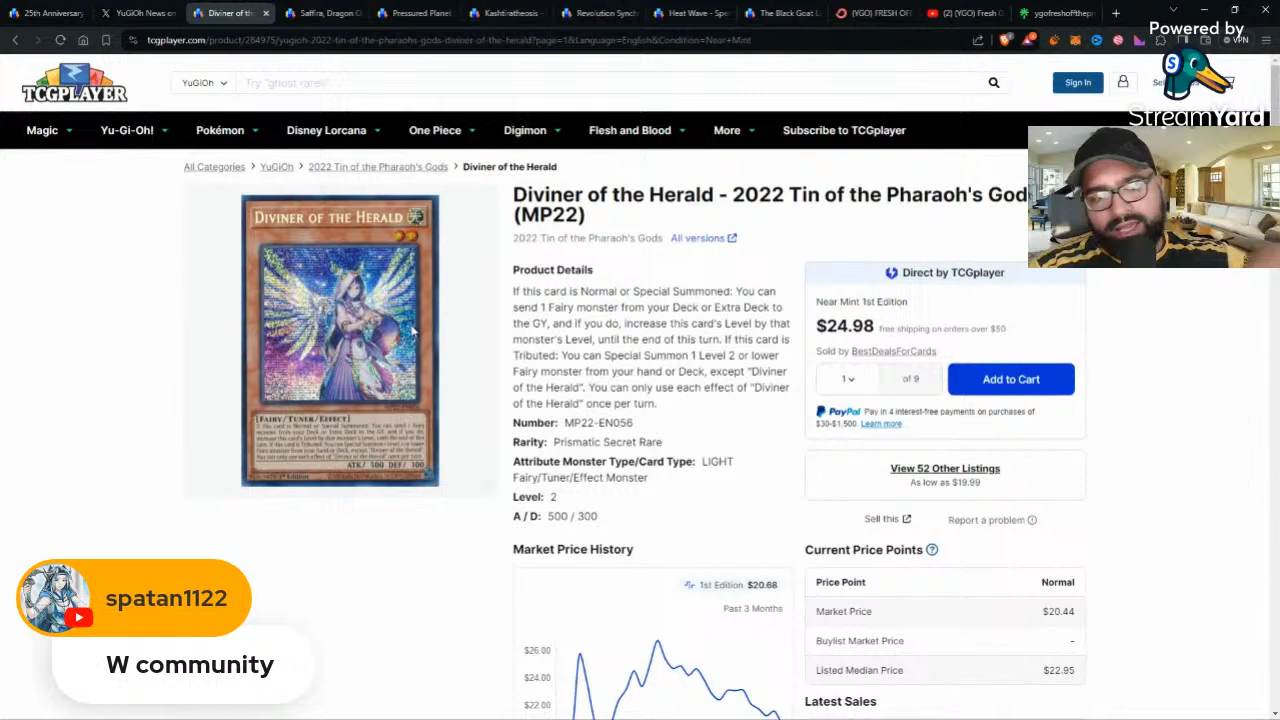 25th Anniversary
YuGiOh News on
Diviner of the
Saffira, Dragon Q
Pressured Planet
Kashtiratheosis -
Revolution Synch
Heat Wave - Spe
The Black Goat L
(YGO) FRESH OF
(YGO) Fresh O
ygofreshofthepr
tcgplayer.com/product/284975/yugioh-2022-tin-of-the-pharaohs-gods-diviner-of-the-herald?page=1&Language=English&Condition=Near+Mint
VPN
Powered by
StreamYard
TCGPLAYER
YuGiOh
Try "ghost rares"
Sign In
Magic
Yu-Gi-Oh!
Pokémon
Disney Lorcana
One Piece
Digimon
Flesh and Blood
More
Subscribe to TCGplayer
All Categories > YuGiOh > 2022 Tin of the Pharaoh's Gods > Diviner of the Herald
DIVINER OF THE HERALD
[FAIRY/TUNER/EFFECT]
ATK/ 500 DEF/ 300
1st Edition
Diviner of the Herald - 2022 Tin of the Pharaoh's God
(MP22)
2022 Tin of the Pharaoh's Gods All versions
Product Details
If this card is Normal or Special Summoned: You can
send 1 Fairy monster from your Deck or Extra Deck to
the GY, and if you do, increase this card's Level by that
monster's Level, until the end of this turn. If this card is
Tributed: You can Special Summon 1 Level 2 or lower
Fairy monster from your hand or Deck, except "Diviner
of the Herald". You can only use each effect of "Diviner
of the Herald" once per turn.
Number: MP22-EN056
Rarity: Prismatic Secret Rare
Attribute Monster Type/Card Type: LIGHT
Fairy/Tuner/Effect Monster
Level: 2
A / D: 500 / 300
Market Price History
1st Edition $20.68
Past 3 Months
$26.00
$24.00
$22.00
Direct by TCGplayer
Near Mint 1st Edition
$24.98 free shipping on orders over $50
Sold by BestDealsForCards
1
of 9
Add to Cart
PayPal Pay in 4 interest-free payments on purchases of
$30-$1,500. Learn more
View 52 Other Listings
As low as $19.99
Sell this
Report a problem
Current Price Points
Price Point Normal
Market Price $20.44
Buylist Market Price -
Listed Median Price $22.95
Latest Sales
spatan1122
W community